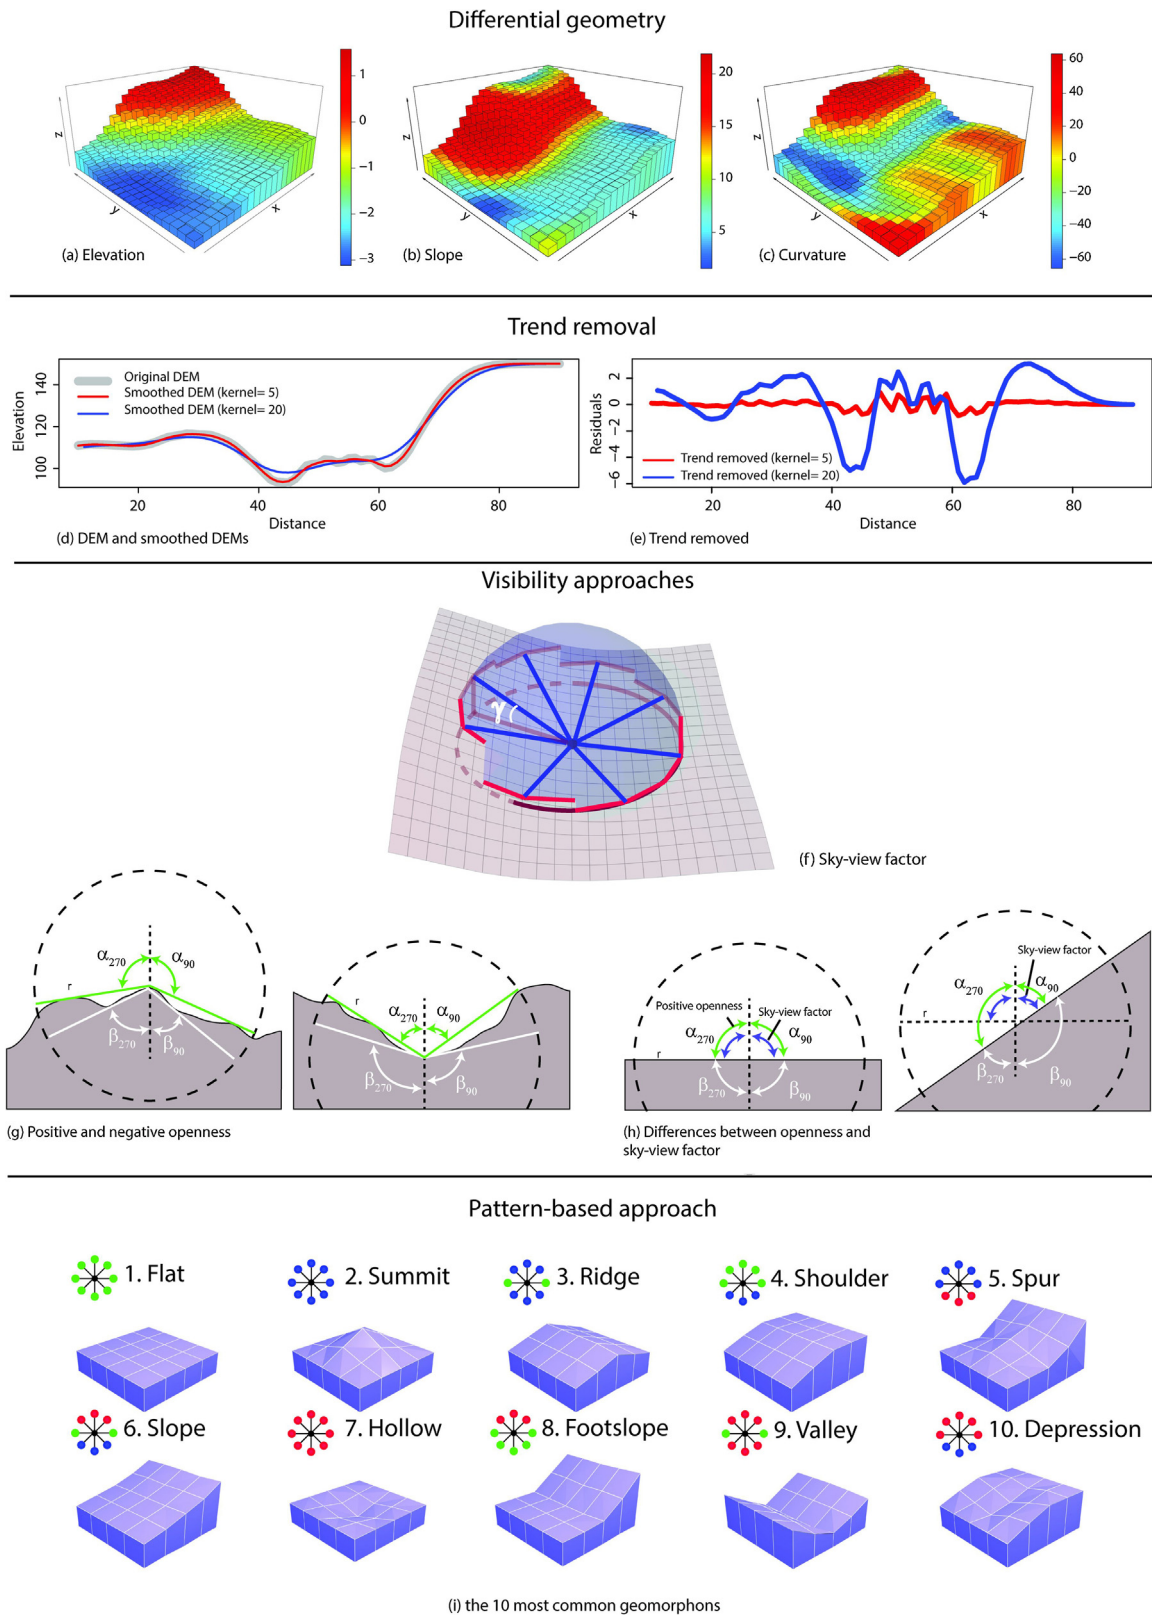 Differential geometry
z
y
x
1
0
−1
−2
−3
(a) Elevation
z
y
x
20
15
10
5
(b) Slope
z
y
x
60
40
20
0
−20
−40
−60
(c) Curvature
Trend removal
Elevation
140
120
100
Original DEM
Smoothed DEM (kernel= 5)
Smoothed DEM (kernel= 20)
20 40 60 80
Distance
(d) DEM and smoothed DEMs
Residuals
2
0
−2
−4
−6
Trend removed (kernel= 5)
Trend removed (kernel= 20)
20 40 60 80
Distance
(e) Trend removed
Visibility approaches
γ
(f) Sky-view factor
α270 α90
r
β270 β90
r
α270 α90
β270 β90
(g) Positive and negative openness
Positive openness
Sky-view factor
α270 α90
r
β270 β90
Sky-view factor
α270 α90
r
β270 β90
(h) Differences between openness and
sky-view factor
Pattern-based approach
1. Flat
2. Summit
3. Ridge
4. Shoulder
5. Spur
6. Slope
7. Hollow
8. Footslope
9. Valley
10. Depression
(i) the 10 most common geomorphons